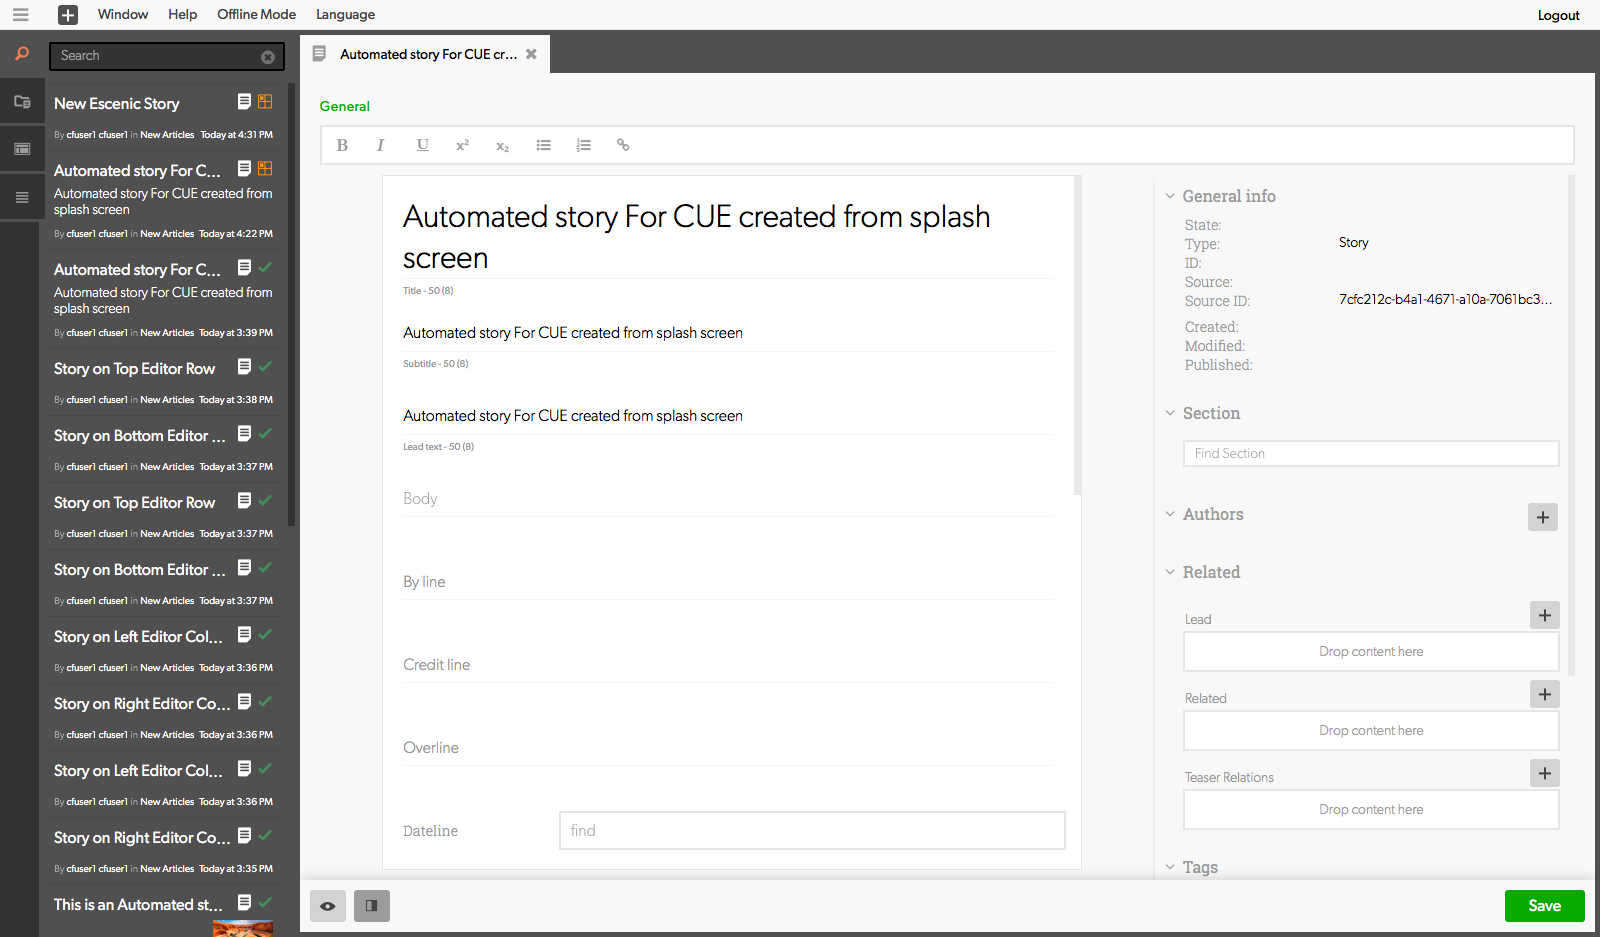 Window Help Offline Mode Language Logout
Search
New Escenic Story
By cfuser1 cfuser1 in New Articles Today at 4:31 PM
Automated story For C...
Automated story For CUE created from
splash screen
By cfuser1 cfuser1 in New Articles Today at 4:22 PM
Automated story For C...
Automated story For CUE created from
splash screen
By cfuser1 cfuser1 in New Articles Today at 3:39 PM
Story on Top Editor Row
By cfuser1 cfuser1 in New Articles Today at 3:38 PM
Story on Bottom Editor ...
By cfuser1 cfuser1 in New Articles Today at 3:37 PM
Story on Top Editor Row
By cfuser1 cfuser1 in New Articles Today at 3:37 PM
Story on Bottom Editor ...
By cfuser1 cfuser1 in New Articles Today at 3:37 PM
Story on Left Editor Col...
By cfuser1 cfuser1 in New Articles Today at 3:36 PM
Story on Right Editor Co...
By cfuser1 cfuser1 in New Articles Today at 3:36 PM
Story on Left Editor Col...
By cfuser1 cfuser1 in New Articles Today at 3:36 PM
Story on Right Editor Co...
By cfuser1 cfuser1 in New Articles Today at 3:35 PM
This is an Automated st...
Automated story For CUE cr...
General
B I U x² x₂
Automated story For CUE created from splash
screen
Title - 50 (8)
Automated story For CUE created from splash screen
Subtitle - 50 (8)
Automated story For CUE created from splash screen
Lead text - 50 (8)
Body
By line
Credit line
Overline
Dateline find
General info
State:
Type: Story
ID:
Source:
Source ID: 7cfc212c-b4a1-4671-a10a-7061bc3...
Created:
Modified:
Published:
Section
Find Section
Authors
Related
Lead
Drop content here
Related
Drop content here
Teaser Relations
Drop content here
Tags
Save